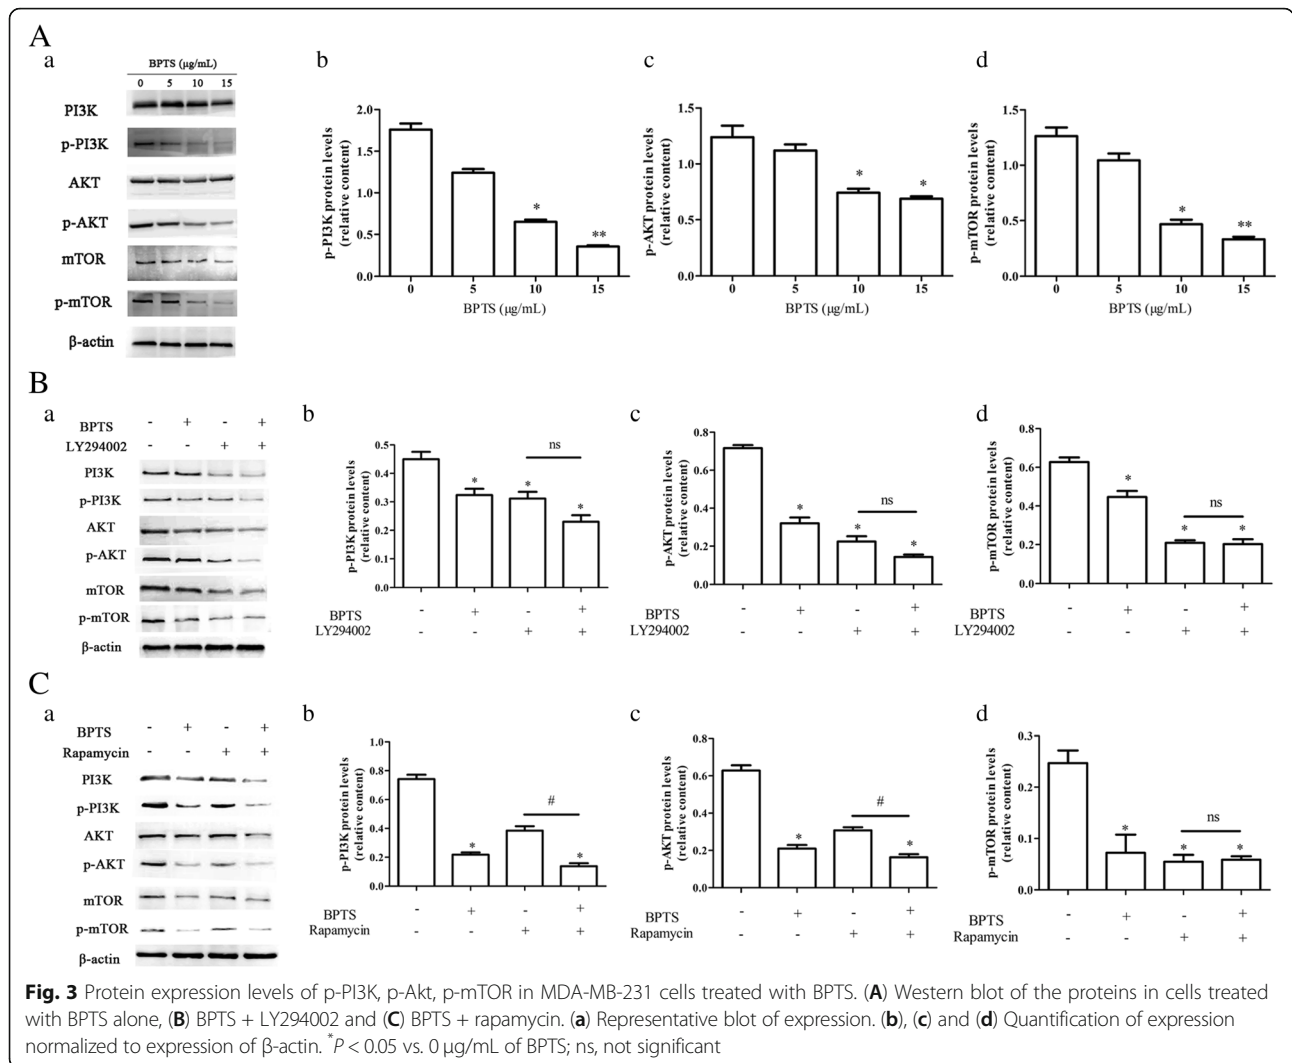 A
a
BPTS (μg/mL)
0 5 10 15
PI3K
p-PI3K
AKT
p-AKT
mTOR
p-mTOR
β-actin
b
p-PI3K protein levels
(relative content)
2.0
1.5
1.0
0.5
0.0
*
**
0 5 10 15
BPTS (μg/mL)
c
p-AKT protein levels
(relative content)
1.5
1.0
0.5
0.0
*
*
0 5 10 15
BPTS (μg/mL)
d
p-mTOR protein levels
(relative content)
1.5
1.0
0.5
0.0
*
**
0 5 10 15
BPTS (μg/mL)
B
a
BPTS - + - +
LY294002 - - + +
PI3K
p-PI3K
AKT
p-AKT
mTOR
p-mTOR
β-actin
b
p-PI3K protein levels
(relative content)
0.5
0.4
0.3
0.2
0.1
0.0
ns
* * *
BPTS - + - +
LY294002 - - + +
c
p-AKT protein levels
(relative content)
0.8
0.6
0.4
0.2
0.0
ns
* * *
BPTS - + - +
LY294002 - - + +
d
p-mTOR protein levels
(relative content)
0.8
0.6
0.4
0.2
0.0
ns
* * *
BPTS - + - +
LY294002 - - + +
C
a
BPTS - + - +
Rapamycin - - + +
PI3K
p-PI3K
AKT
p-AKT
mTOR
p-mTOR
β-actin
b
p-PI3K protein levels
(relative content)
1.0
0.8
0.6
0.4
0.2
0.0
#
* *
BPTS - + - +
Rapamycin - - + +
c
p-AKT protein levels
(relative content)
0.8
0.6
0.4
0.2
0.0
#
* *
BPTS - + - +
Rapamycin - - + +
d
p-mTOR protein levels
(relative content)
0.3
0.2
0.1
0.0
ns
* * *
BPTS - + - +
Rapamycin - - + +
Fig. 3 Protein expression levels of p-PI3K, p-Akt, p-mTOR in MDA-MB-231 cells treated with BPTS. (A) Western blot of the proteins in cells treated
with BPTS alone, (B) BPTS + LY294002 and (C) BPTS + rapamycin. (a) Representative blot of expression. (b), (c) and (d) Quantification of expression
normalized to expression of β-actin. *P < 0.05 vs. 0 μg/mL of BPTS; ns, not significant